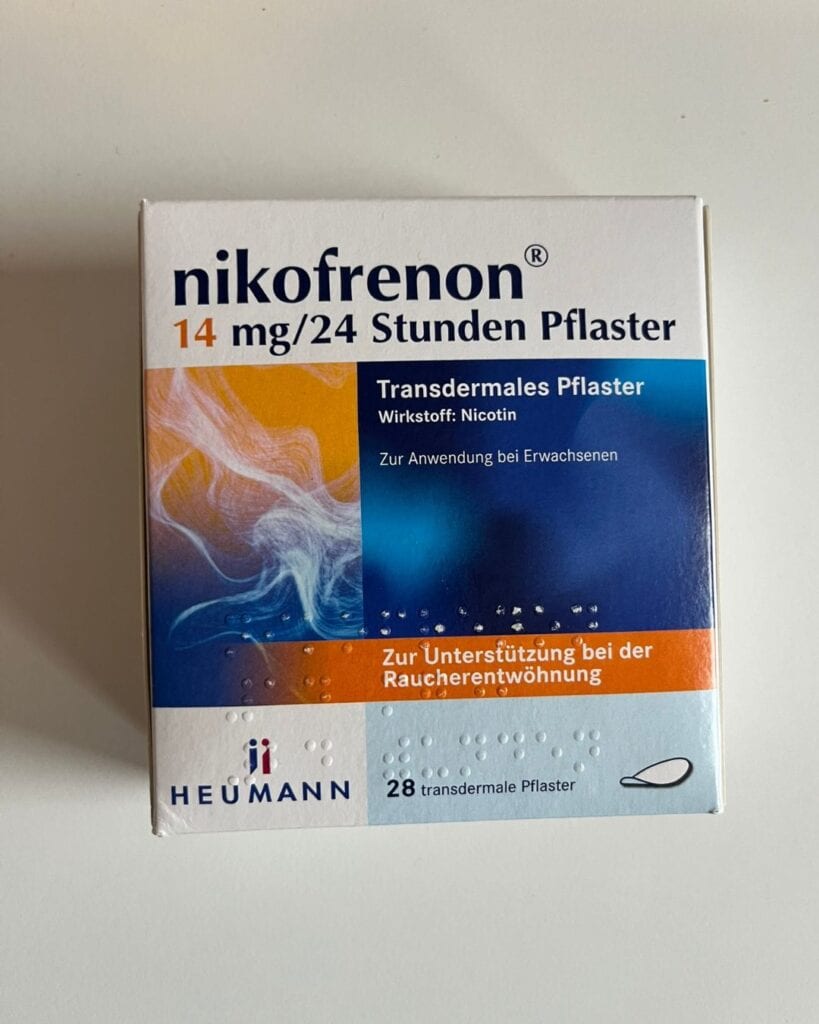 nikofrenon®
14 mg/24 Stunden Pflaster
Transdermales Pflaster
Wirkstoff: Nicotin
Zur Anwendung bei Erwachsenen
Zur Unterstützung bei der
Raucherentwöhnung
HEUMANN
28 transdermale Pflaster